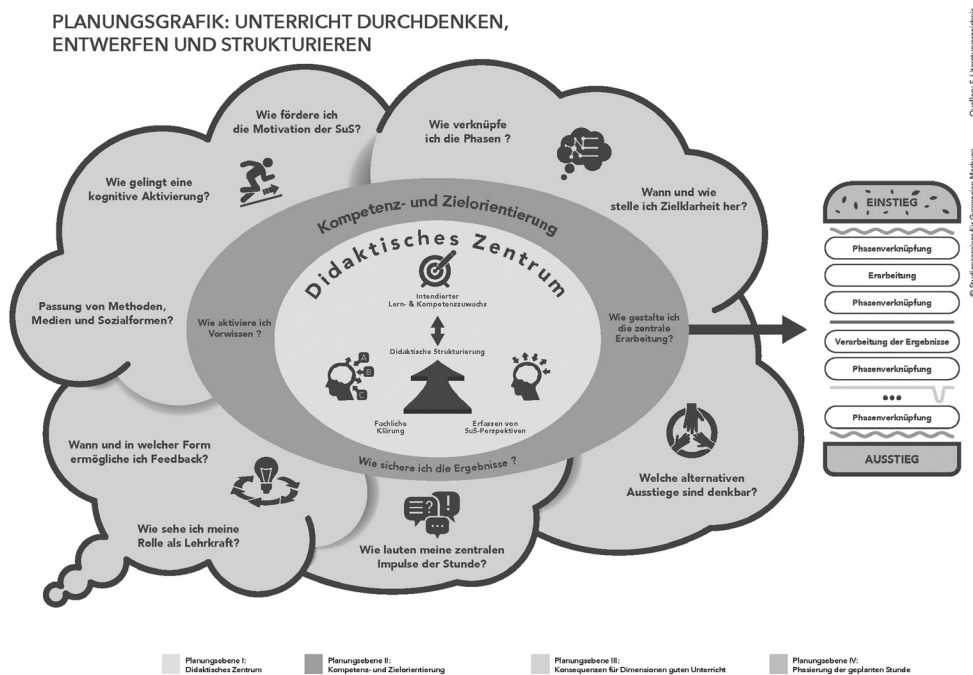 PLANUNGSGRAFIK: UNTERRICHT DURCHDENKEN,
ENTWERFEN UND STRUKTURIEREN
Wie fördere ich
die Motivation der SuS?
Wie verknüpfe
ich die Phasen ?
Wie gelingt eine
kognitive Aktivierung?
Wann und wie
stelle ich Zielklarheit her?
Passung von Methoden,
Medien und Sozialformen?
Kompetenz- und Zielorientierung
Didaktisches Zentrum
Intendierter
Lern- & Kompetenzzuwachs
Wie aktiviere ich
Vorwissen ?
Wie gestalte ich
die zentrale
Erarbeitung?
Didaktische Strukturierung
A
B
C
Fachliche
Klärung
Erfassen von
SuS-Perspektiven
Wie sichere ich die Ergebnisse ?
Wann und in welcher Form
ermögliche ich Feedback?
Wie sehe ich meine
Rolle als Lehrkraft?
Wie lauten meine zentralen
Impulse der Stunde?
Welche alternativen
Ausstiege sind denkbar?
EINSTIEG
Phasenverknüpfung
Erarbeitung
Phasenverknüpfung
Verarbeitung der Ergebnisse
Phasenverknüpfung
•••
Phasenverknüpfung
AUSSTIEG
Planungsebene I:
Didaktisches Zentrum
Planungsebene II:
Kompetenz- und Zielorientierung
Planungsebene III:
Konsequenzen für Dimensionen guten Unterricht
Planungsebene IV:
Phasierung der geplanten Stunde